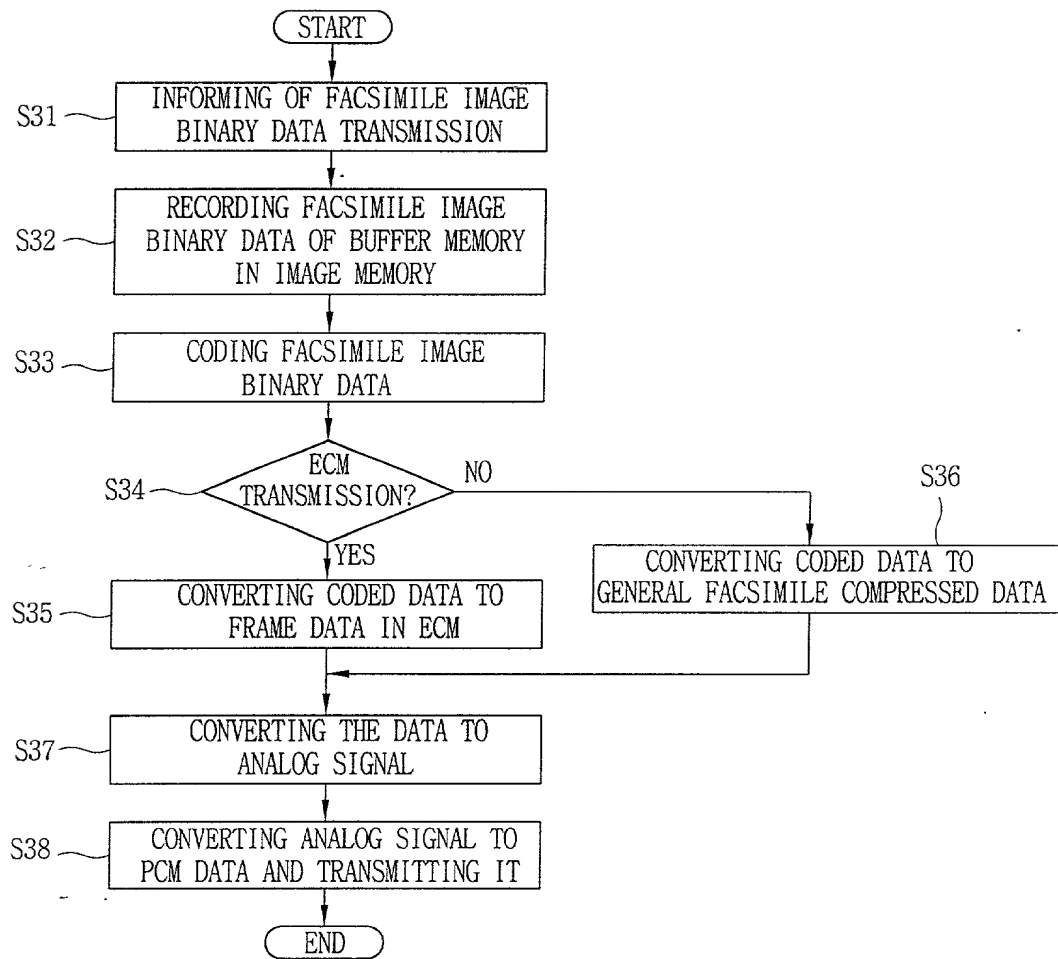 START
S31
INFORMING OF FACSIMILE IMAGE
BINARY DATA TRANSMISSION
S32
RECORDING FACSIMILE IMAGE
BINARY DATA OF BUFFER MEMORY
IN IMAGE MEMORY
S33
CODING FACSIMILE IMAGE
BINARY DATA
S34
ECM
TRANSMISSION?
NO
YES
S36
CONVERTING CODED DATA TO
GENERAL FACSIMILE COMPRESSED DATA
S35
CONVERTING CODED DATA TO
FRAME DATA IN ECM
S37
CONVERTING THE DATA TO
ANALOG SIGNAL
S38
CONVERTING ANALOG SIGNAL TO
PCM DATA AND TRANSMITTING IT
END